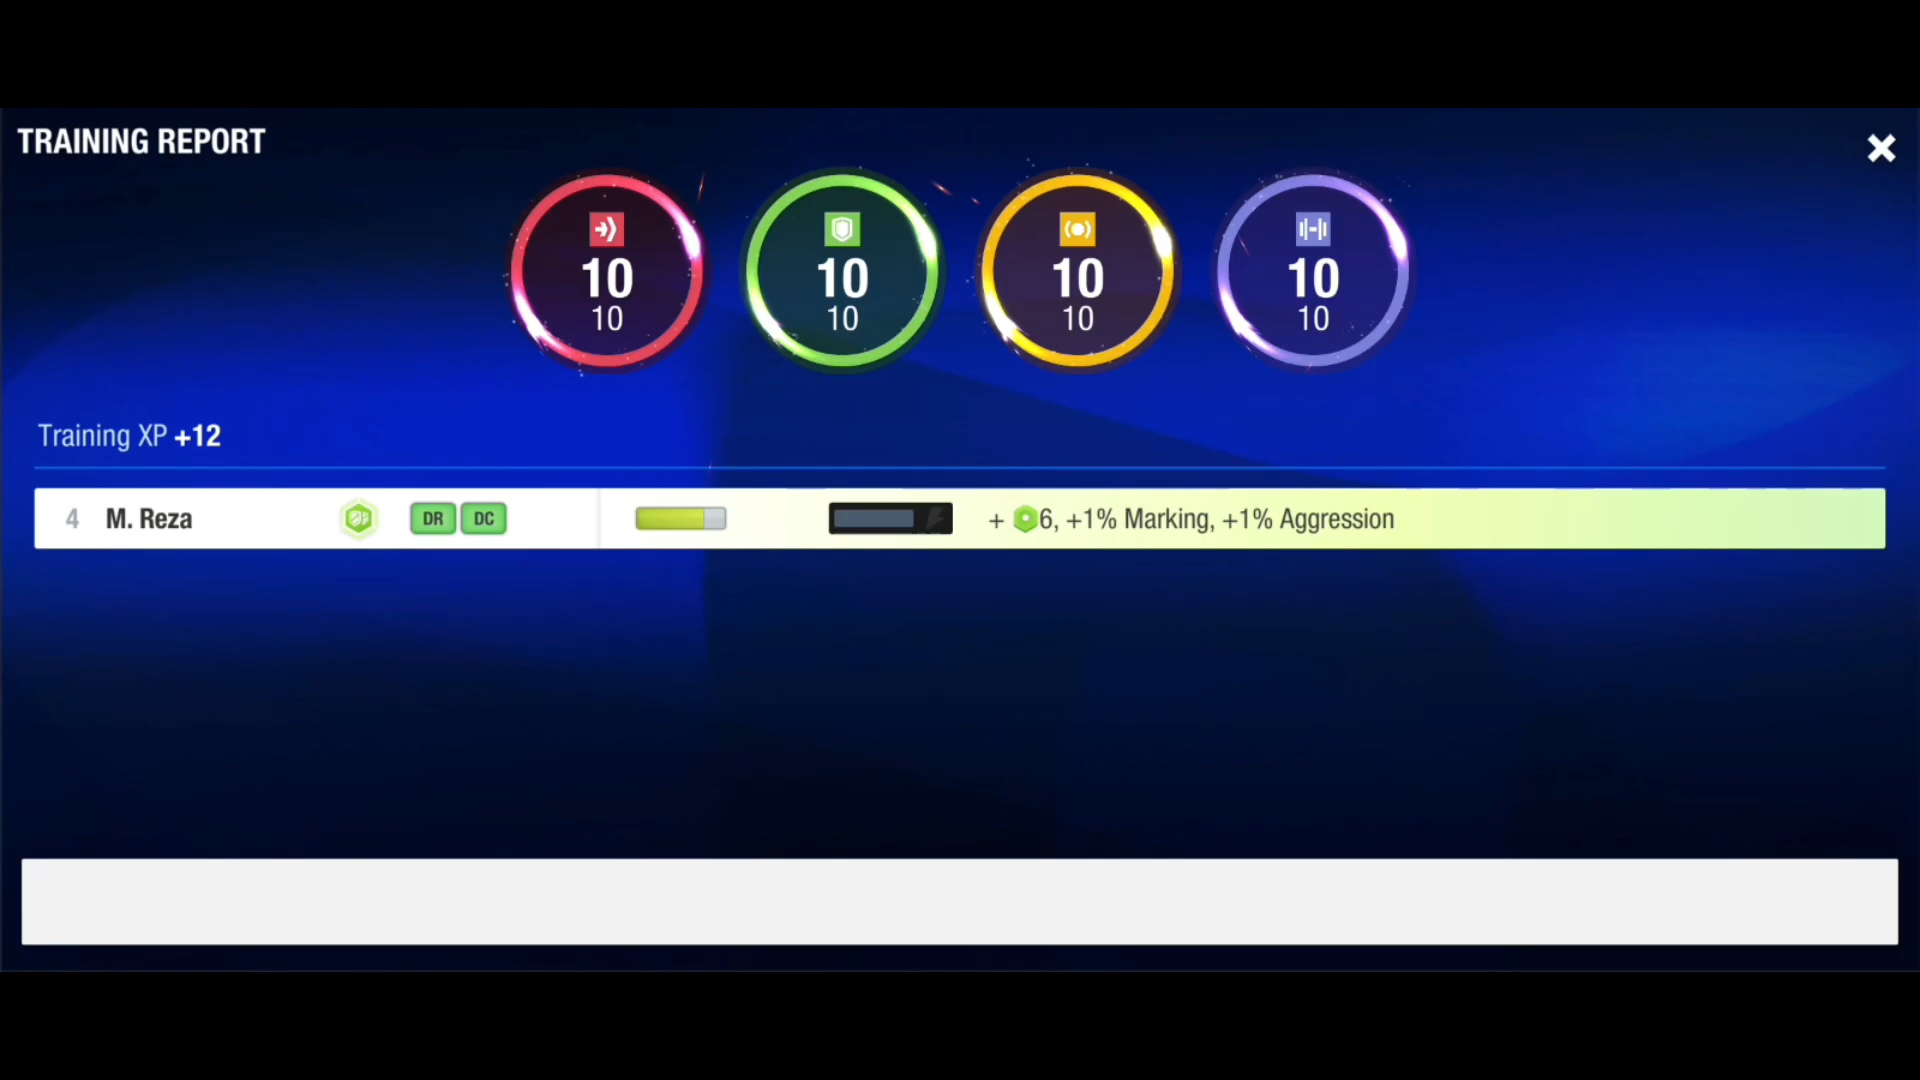 TRAINING REPORT
10 10 10 10
10 10 10 10
Training XP +12
4 M. Reza DR DC + 6, +1% Marking, +1% Aggression